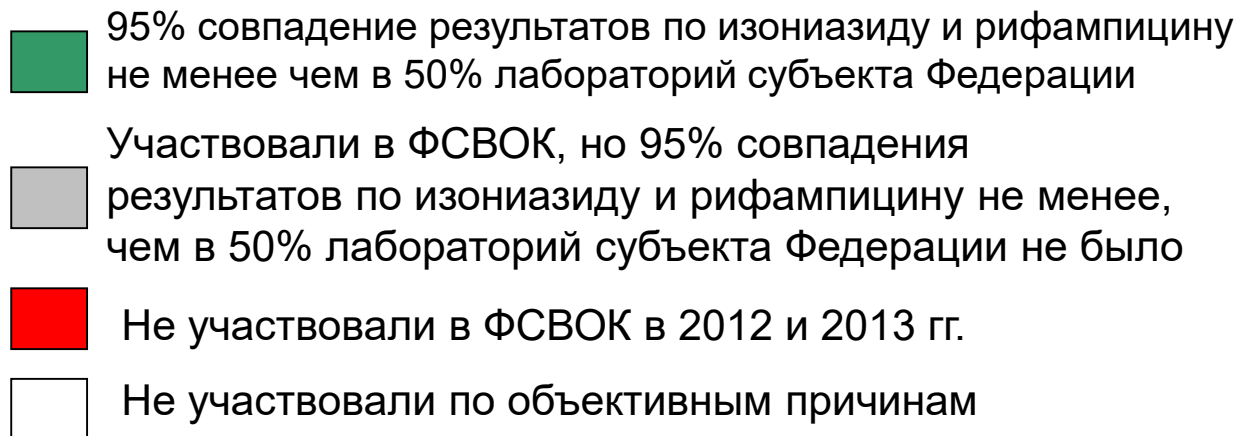 95% совпадение результатов по изониазиду и рифампицину
не менее чем в 50% лабораторий субъекта Федерации
Участвовали в ФСВОК, но 95% совпадения
результатов по изониазиду и рифампицину не менее,
чем в 50% лабораторий субъекта Федерации не было
Не участвовали в ФСВОК в 2012 и 2013 гг.
Не участвовали по объективным причинам